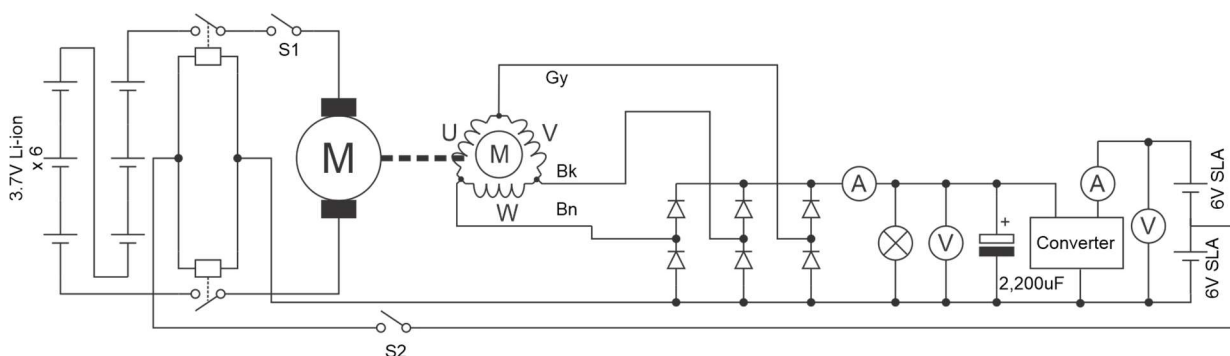 3.7V Li-ion
x 6
S1
M
U
V
M
W
Gy
Bk
Bn
A
V
+
2,200uF
Converter
A
V
6V SLA
6V SLA
S2